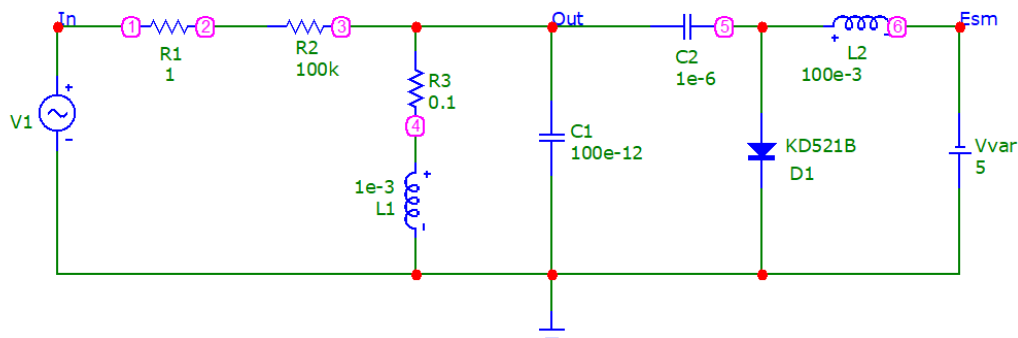 In
Out
Esm
1
2
3
5
6
R1
1
R2
100k
C2
1e-6
L2
100e-3
+
-
R3
0.1
V1
+
-
4
C1
100e-12
KD521B
D1
Vvar
5
1e-3
L1
+
-